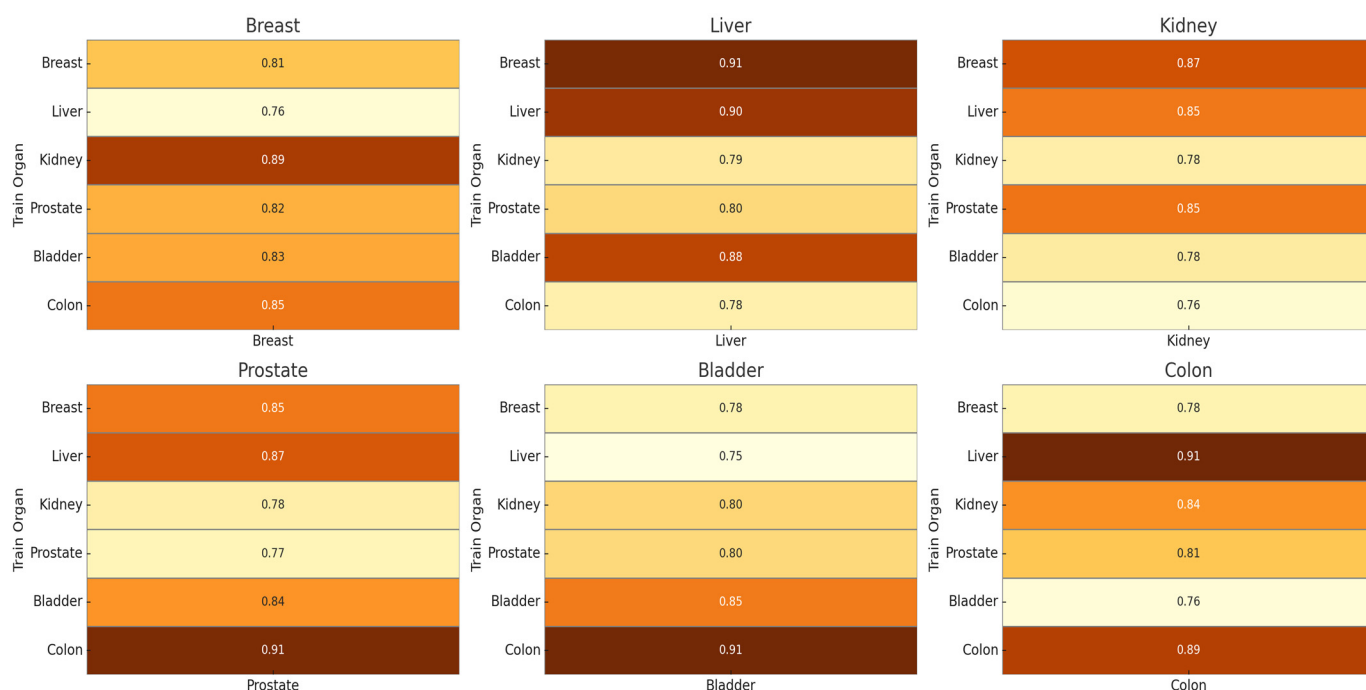 Breast
Liver
Kidney
Train Organ
Breast 0.81
Liver 0.76
Kidney 0.89
Prostate 0.82
Bladder 0.83
Colon 0.85
Breast
Train Organ
Breast 0.91
Liver 0.90
Kidney 0.79
Prostate 0.80
Bladder 0.88
Colon 0.78
Liver
Train Organ
Breast 0.87
Liver 0.85
Kidney 0.78
Prostate 0.85
Bladder 0.78
Colon 0.76
Kidney
Prostate
Bladder
Colon
Train Organ
Breast 0.85
Liver 0.87
Kidney 0.78
Prostate 0.77
Bladder 0.84
Colon 0.91
Prostate
Train Organ
Breast 0.78
Liver 0.75
Kidney 0.80
Prostate 0.80
Bladder 0.85
Colon 0.91
Bladder
Train Organ
Breast 0.78
Liver 0.91
Kidney 0.84
Prostate 0.81
Bladder 0.76
Colon 0.89
Colon